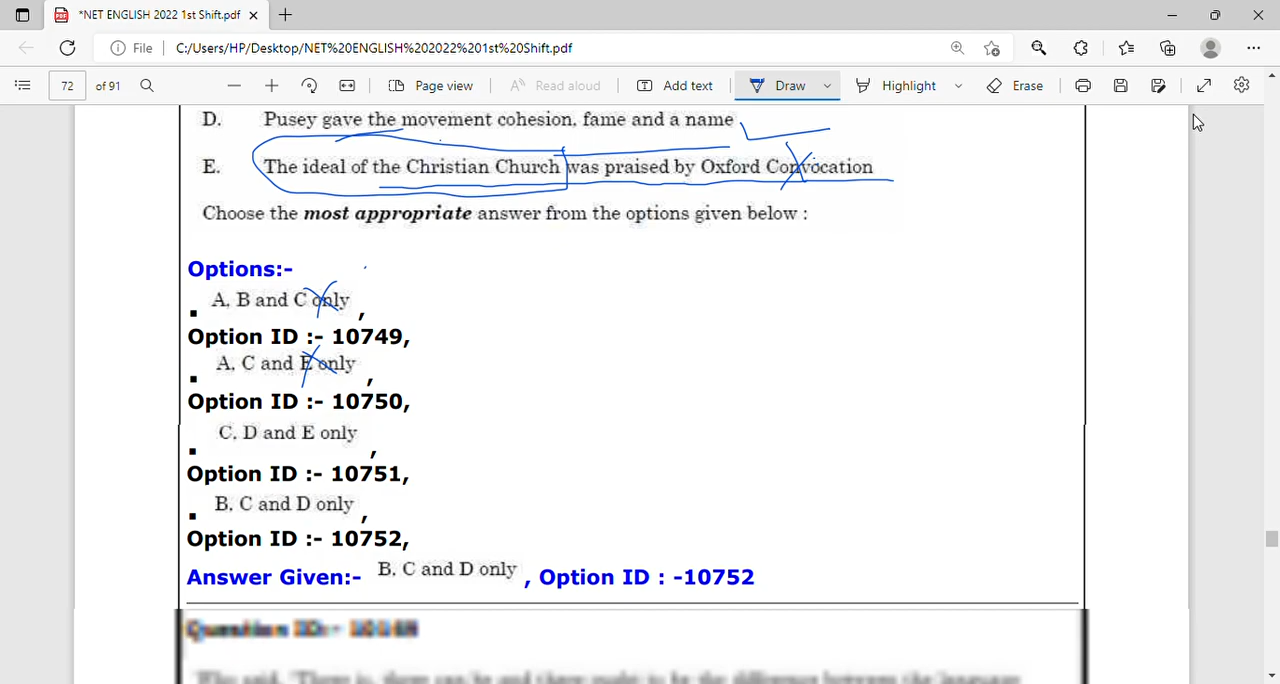 *NET ENGLISH 2022 1st Shift.pdf
File C:/Users/HP/Desktop/NET%20ENGLISH%202022%201st%20Shift.pdf
72 of 91 Page view Read aloud Add text Draw Highlight Erase
D. Pusey gave the movement cohesion, fame and a name
E. The ideal of the Christian Church was praised by Oxford Convocation
Choose the most appropriate answer from the options given below :
Options:-
A, B and C only ,
Option ID :- 10749,
A, C and E only ,
Option ID :- 10750,
C, D and E only ,
Option ID :- 10751,
B, C and D only ,
Option ID :- 10752,
Answer Given:- B, C and D only , Option ID : -10752